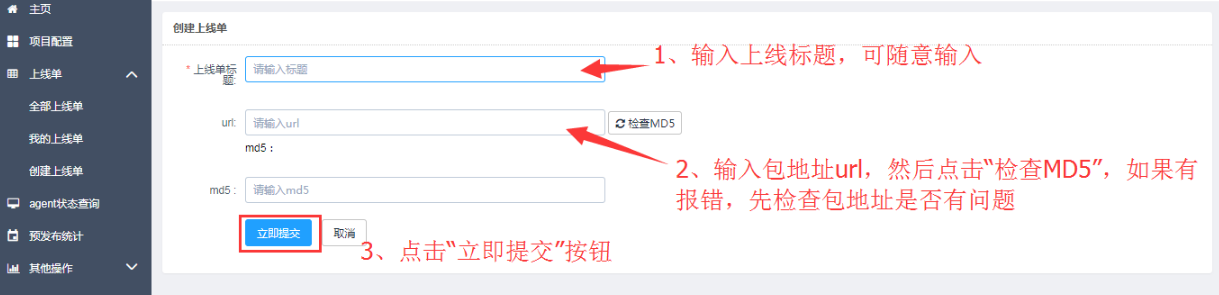 主页
项目配置
上线单
全部上线单
我的上线单
创建上线单
agent状态查询
预发布统计
其他操作
创建上线单
* 上线单标
题:
请输入标题
1、输入上线标题，可随意输入
url:
请输入url
检查MD5
md5：
2、输入包地址url，然后点击“检查MD5”，如果有
报错，先检查包地址是否有问题
md5 :
请输入md5
立即提交
取消
3、点击“立即提交”按钮